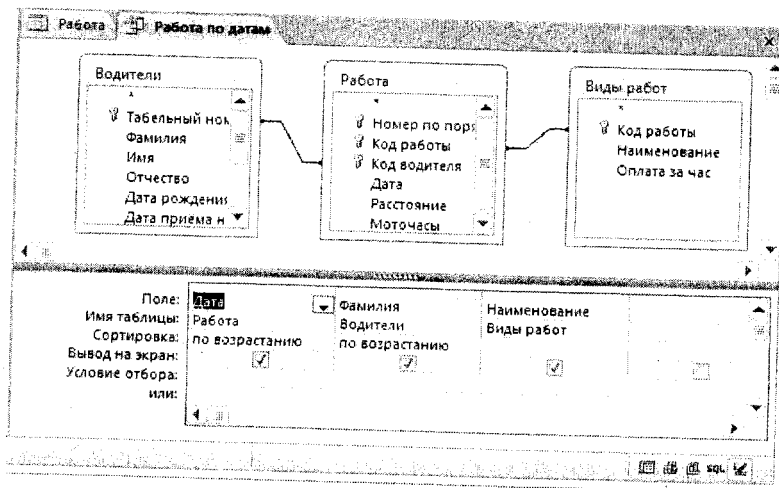 Работа Работа по датам x
Водители
*
Табельный ном
Фамилия
Имя
Отчество
Дата рождения
Дата приема н
Работа
*
Номер по поря
Код работы
Код водителя
Дата
Расстояние
Моточасы
Виды работ
*
Код работы
Наименование
Оплата за час
Поле: Дата Фамилия Наименование
Имя таблицы: Работа Водители Виды работ
Сортировка: по возрастанию по возрастанию
Вывод на экран:
Условие отбора:
или:
SQL